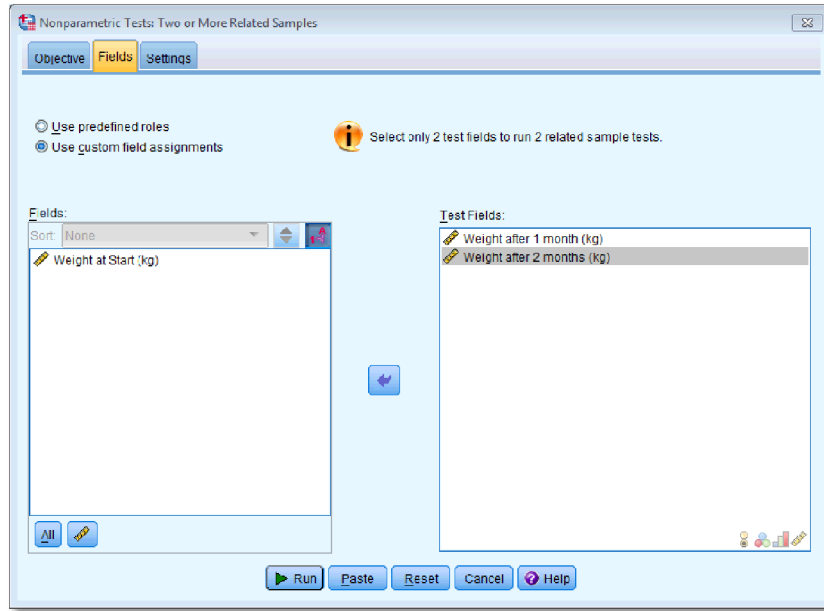 Nonparametric Tests: Two or More Related Samples
Objective Fields Settings
Use predefined roles
Use custom field assignments
Select only 2 test fields to run 2 related sample tests.
Fields:
Sort: None
Weight at Start (kg)
Test Fields:
Weight after 1 month (kg)
Weight after 2 months (kg)
All
Run Paste Reset Cancel Help